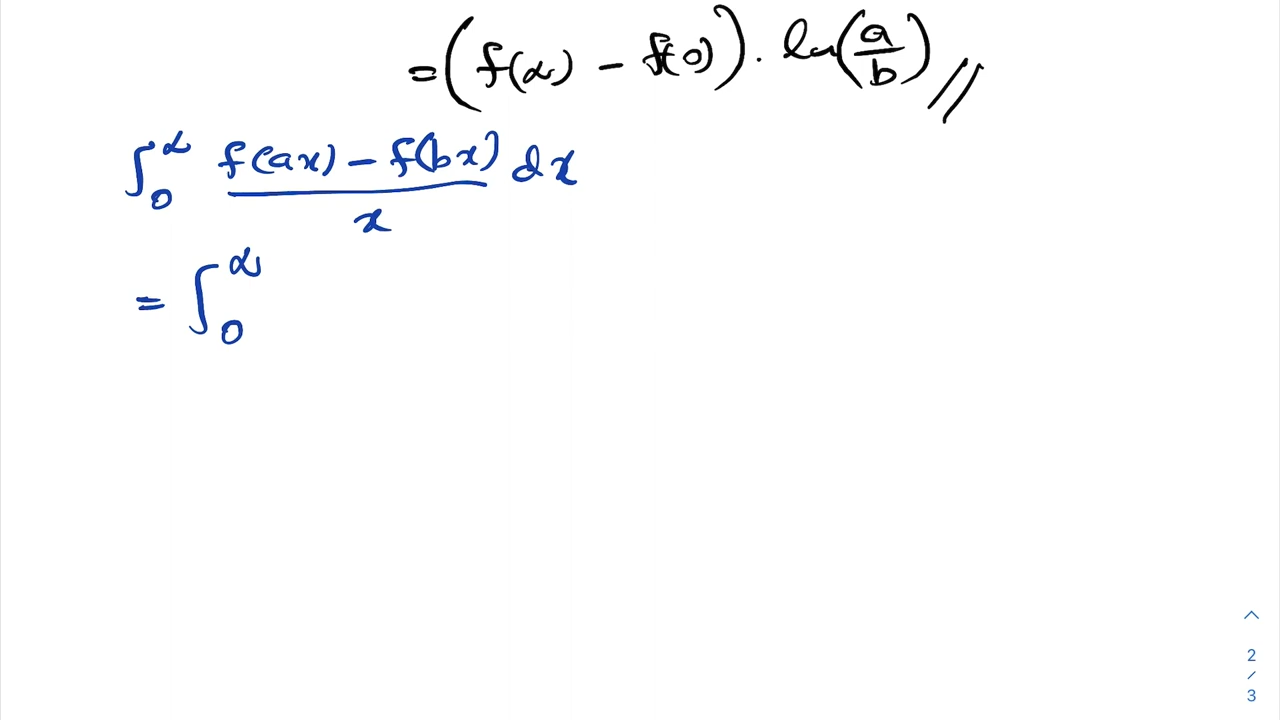 = (f(∝) - f(0)) . ln(a/b) //
∫₀^∝ (f(ax) - f(bx))/x dx
= ∫₀^∝
2
/
3